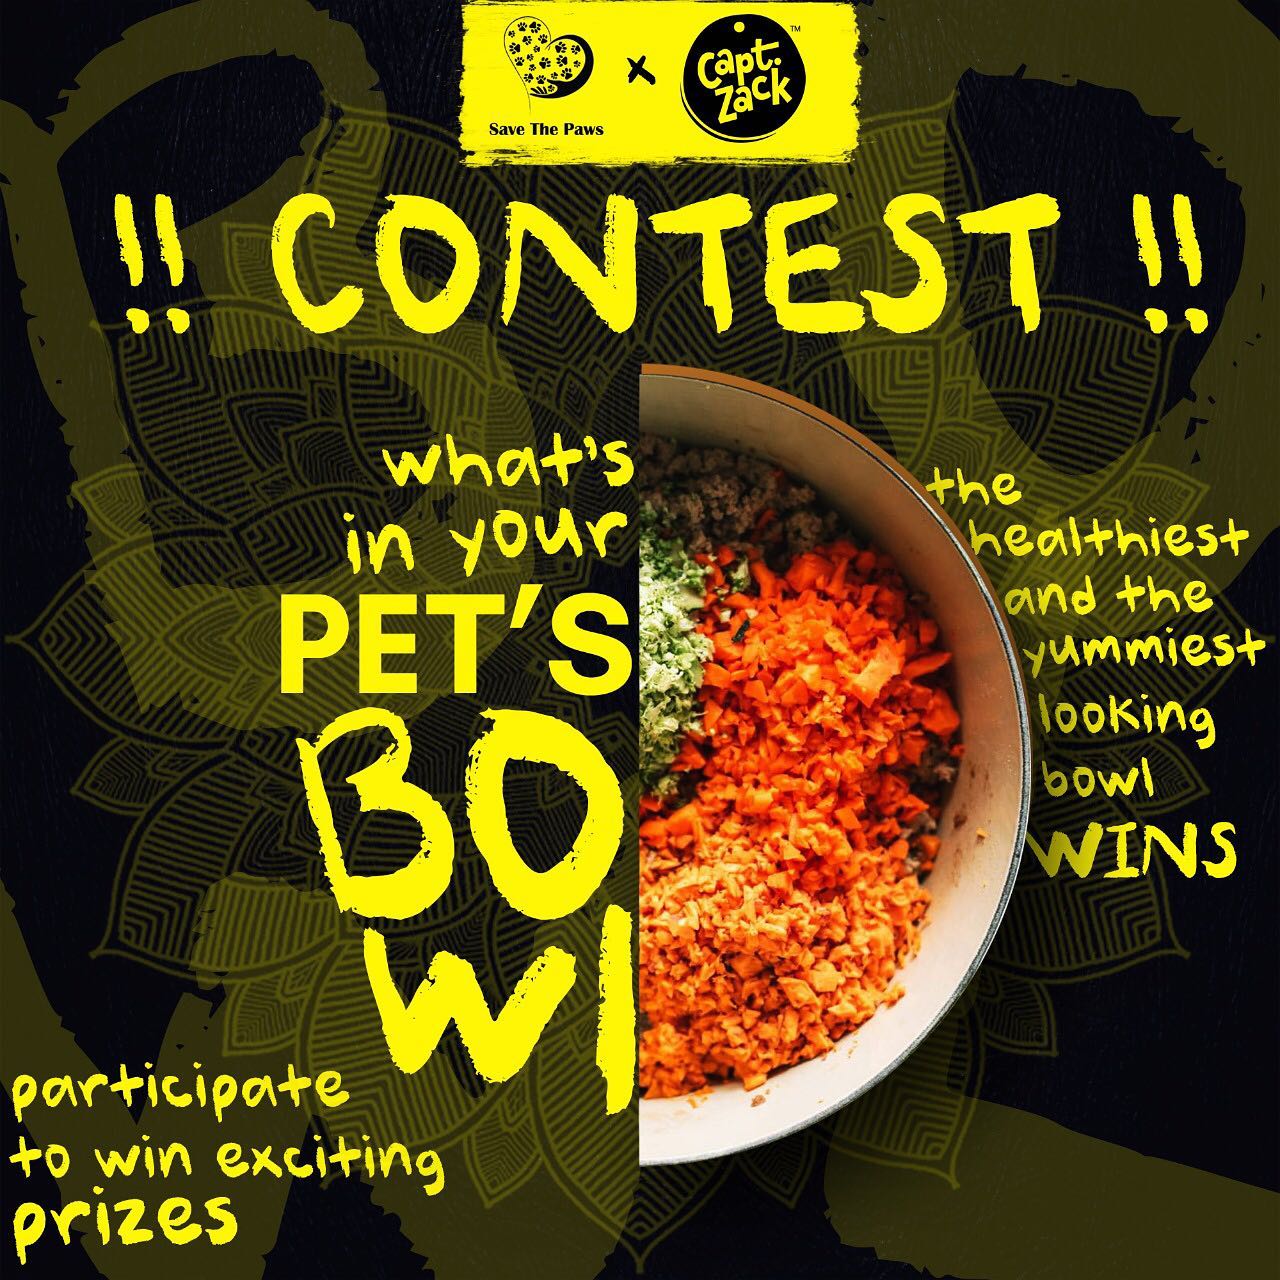 Save The Paws
x
Capt.
Zack
TM
!! CONTEST !!
what's
in your
PET'S
BO
WL
the
healthiest
and the
yummiest
looking
bowl
WINS
participate
to win exciting
prizes